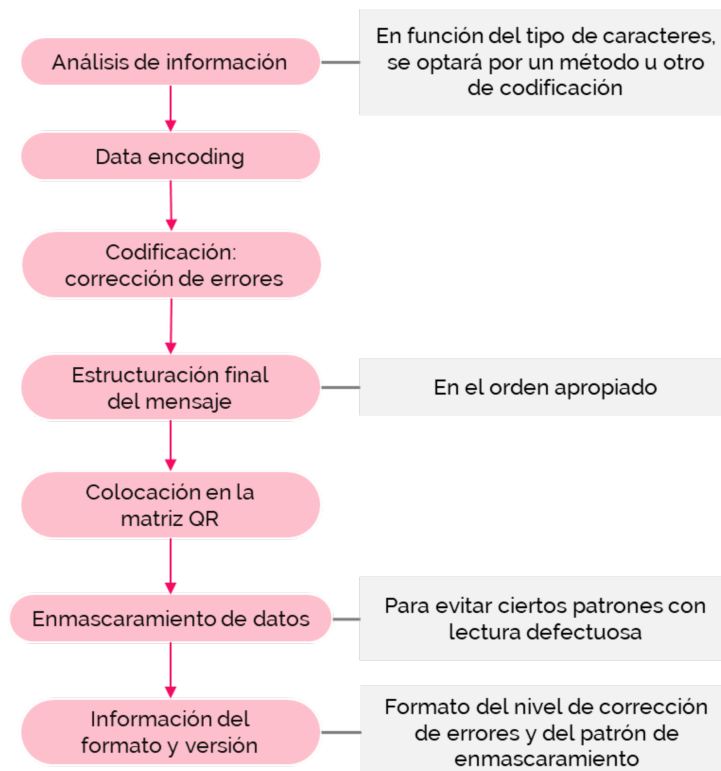 Análisis de información
En función del tipo de caracteres,
se optará por un método u otro
de codificación
Data encoding
Codificación:
corrección de errores
Estructuración final
del mensaje
En el orden apropiado
Colocación en la
matriz QR
Enmascaramiento de datos
Para evitar ciertos patrones con
lectura defectuosa
Información del
formato y versión
Formato del nivel de corrección
de errores y del patrón de
enmascaramiento